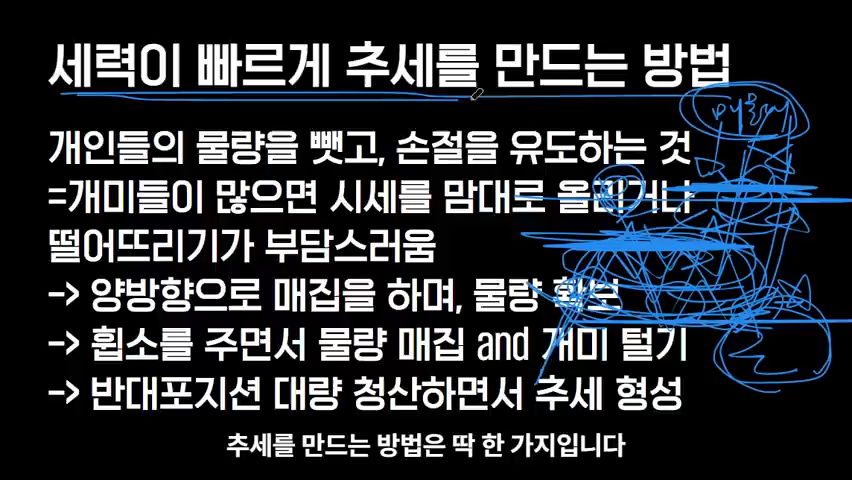 세력이 빠르게 추세를 만드는 방법
개인들의 물량을 뺏고, 손절을 유도하는 것
=개미들이 많으면 시세를 맘대로 올리거나
떨어뜨리기가 부담스러움
-> 양방향으로 매집을 하며, 물량 확보
-> 휩소를 주면서 물량 매집 and 개미 털기
-> 반대포지션 대량 청산하면서 추세 형성
추세를 만드는 방법은 딱 한 가지입니다